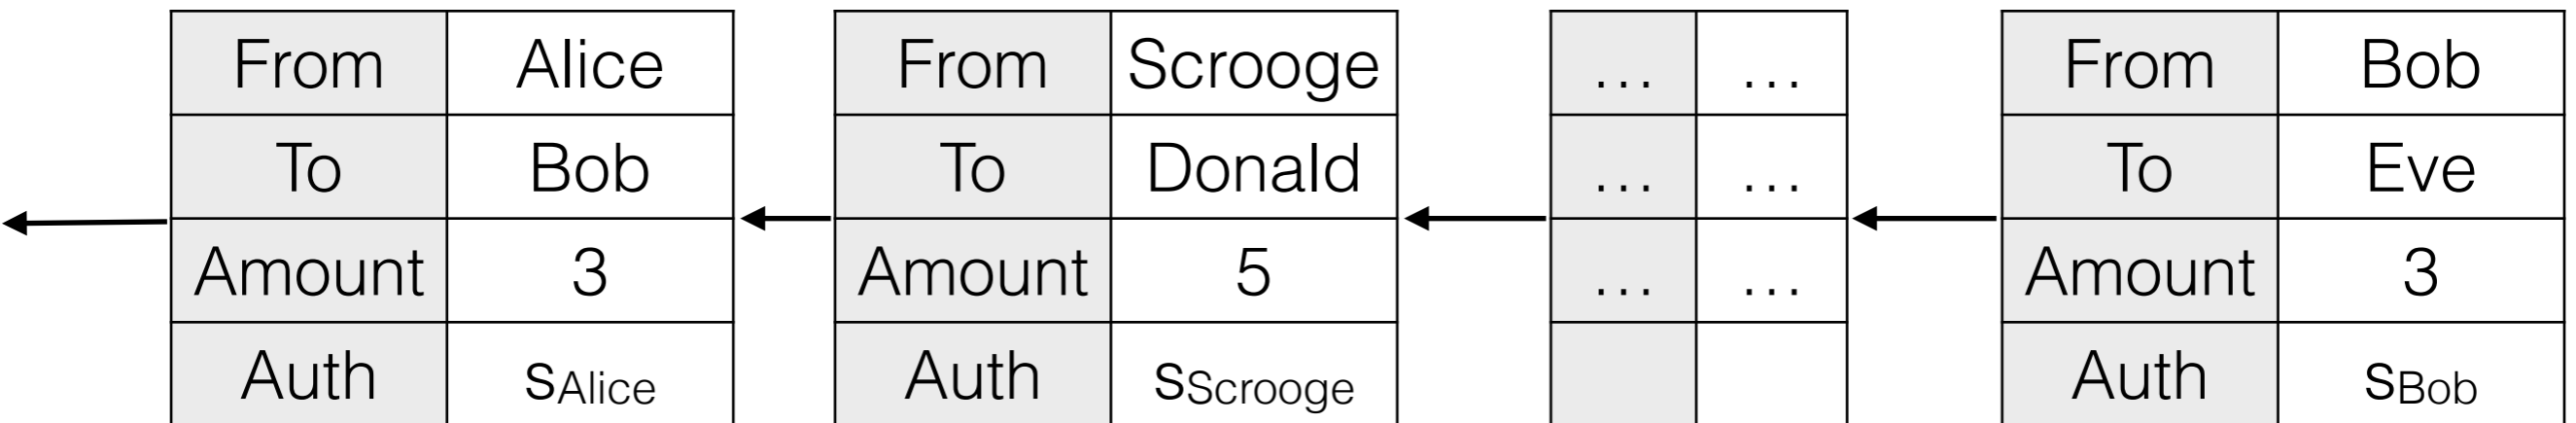 From Alice
To Bob
Amount 3
Auth sAlice
From Scrooge
To Donald
Amount 5
Auth sScrooge
... ...
... ...
... ...
From Bob
To Eve
Amount 3
Auth sBob